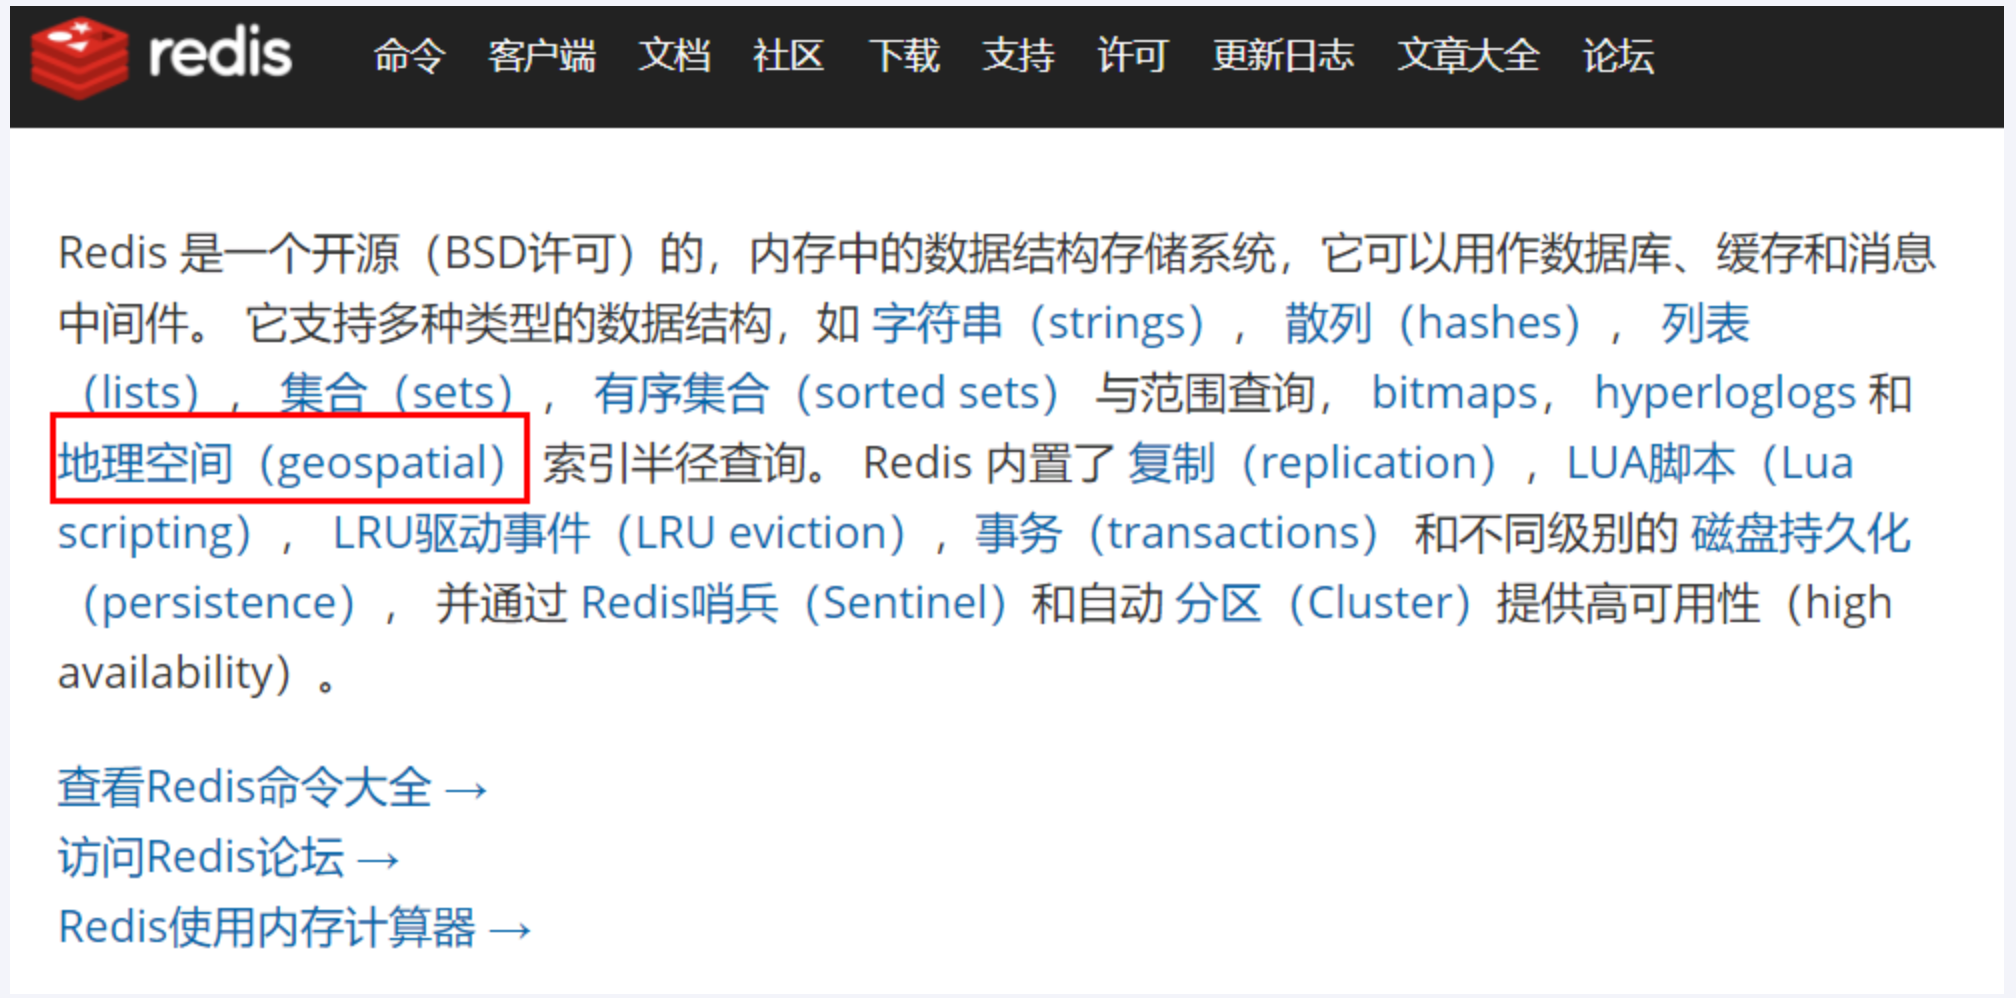 redis 命令 客户端 文档 社区 下载 支持 许可 更新日志 文章大全 论坛
Redis 是一个开源（BSD许可）的，内存中的数据结构存储系统，它可以用作数据库、缓存和消息
中间件。 它支持多种类型的数据结构，如 字符串（strings）， 散列（hashes）， 列表
（lists）， 集合（sets）， 有序集合（sorted sets） 与范围查询， bitmaps， hyperloglogs 和
地理空间（geospatial） 索引半径查询。 Redis 内置了 复制（replication），LUA脚本（Lua
scripting）， LRU驱动事件（LRU eviction），事务（transactions） 和不同级别的 磁盘持久化
（persistence）， 并通过 Redis哨兵（Sentinel）和自动 分区（Cluster）提供高可用性（high
availability）。
查看Redis命令大全 →
访问Redis论坛 →
Redis使用内存计算器 →